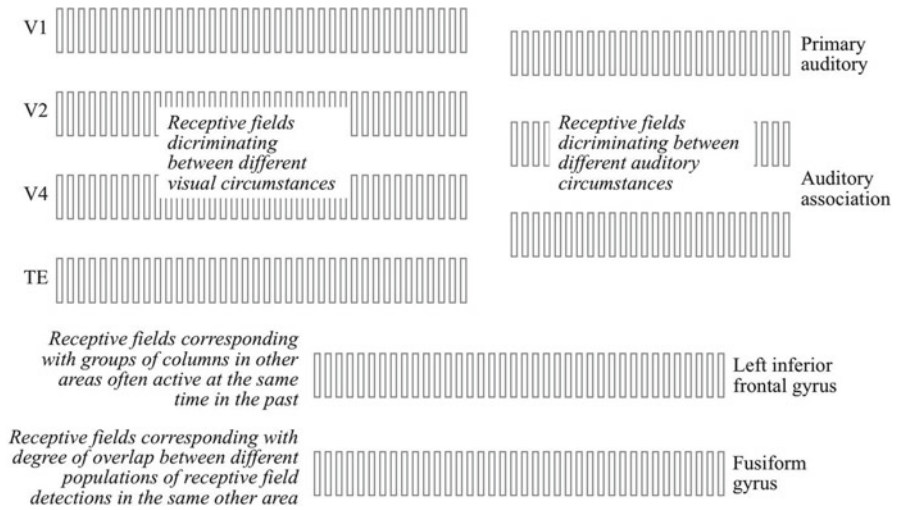 V1
V2
V4
TE
Receptive fields
dicriminating
between different
visual circumstances
Primary
auditory
Receptive fields
dicriminating between
different auditory
circumstances
Auditory
association
Receptive fields corresponding
with groups of columns in other
areas often active at the same
time in the past
Left inferior
frontal gyrus
Receptive fields corresponding with
degree of overlap between different
populations of receptive field
detections in the same other area
Fusiform
gyrus